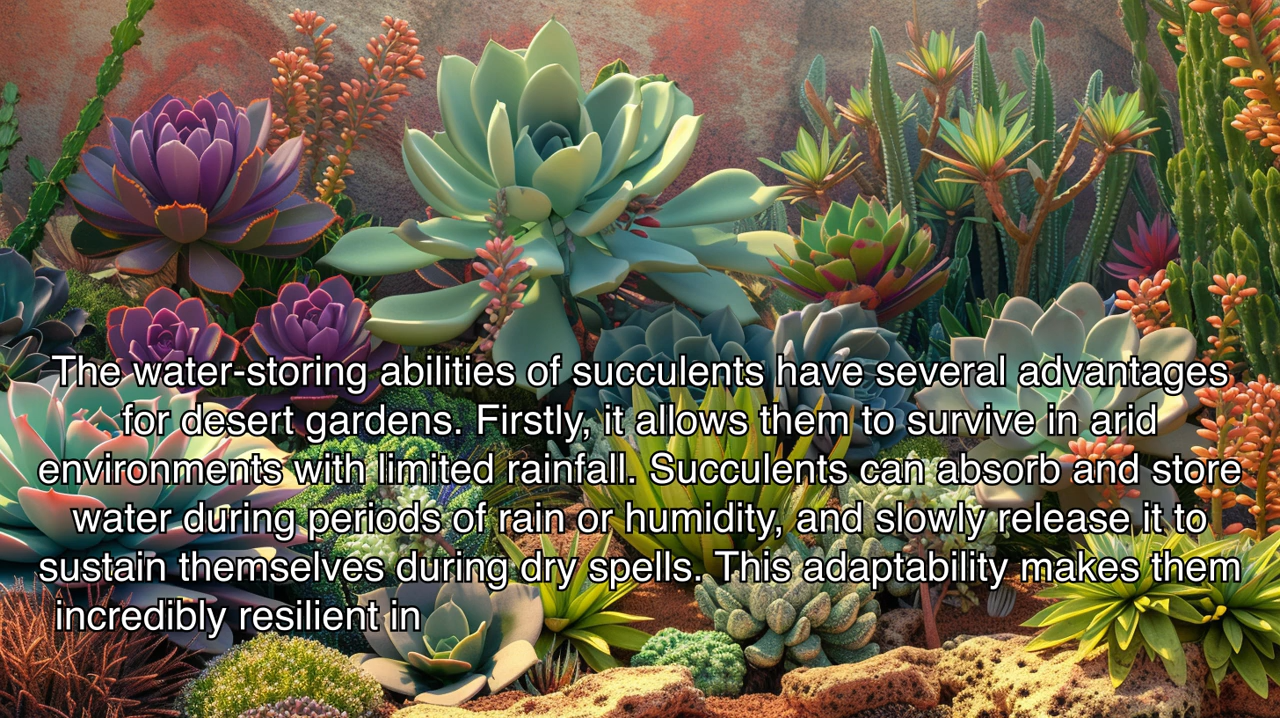 The water-storing abilities of succulents have several advantages
for desert gardens. Firstly, it allows them to survive in arid
environments with limited rainfall. Succulents can absorb and store
water during periods of rain or humidity, and slowly release it to
sustain themselves during dry spells. This adaptability makes them
incredibly resilient in